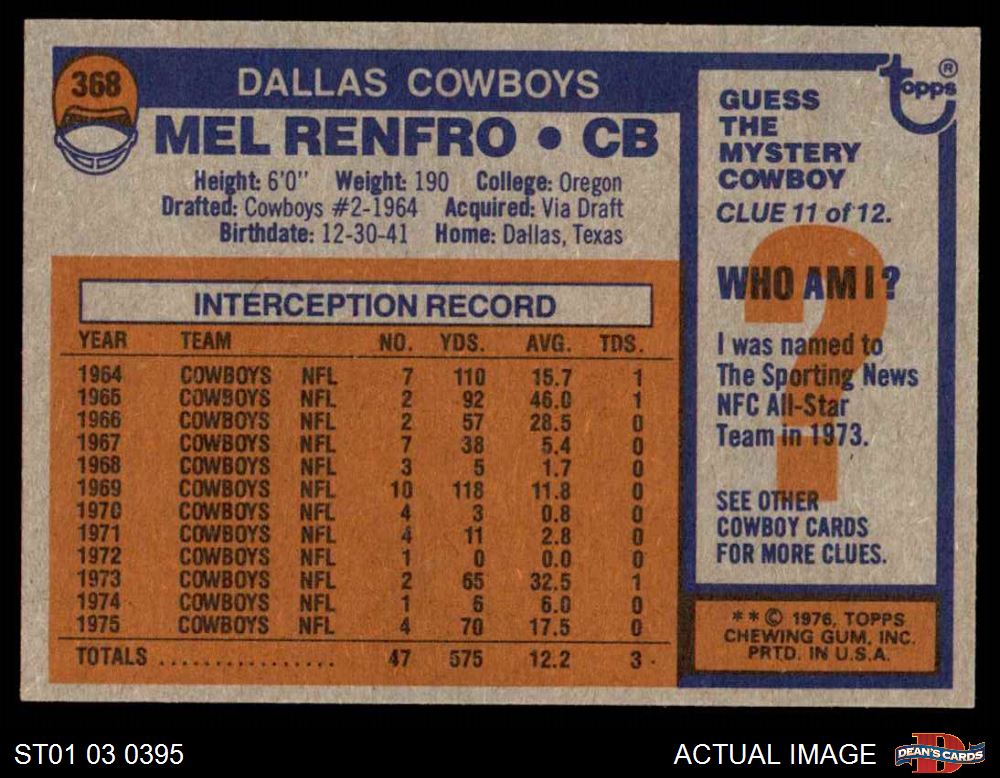 368
DALLAS COWBOYS
MEL RENFRO • CB
Height: 6'0" Weight: 190 College: Oregon
Drafted: Cowboys #2-1964 Acquired: Via Draft
Birthdate: 12-30-41 Home: Dallas, Texas
INTERCEPTION RECORD
YEAR TEAM NO. YDS. AVG. TDS.
1964 COWBOYS NFL 7 110 15.7 1
1965 COWBOYS NFL 2 92 46.0 1
1966 COWBOYS NFL 2 57 28.5 0
1967 COWBOYS NFL 7 38 5.4 0
1968 COWBOYS NFL 3 5 1.7 0
1969 COWBOYS NFL 10 118 11.8 0
1970 COWBOYS NFL 4 3 0.8 0
1971 COWBOYS NFL 4 11 2.8 0
1972 COWBOYS NFL 1 0 0.0 0
1973 COWBOYS NFL 2 65 32.5 1
1974 COWBOYS NFL 1 6 6.0 0
1975 COWBOYS NFL 4 70 17.5 0
TOTALS ................ 47 575 12.2 3
topps®
GUESS
THE
MYSTERY
COWBOY
CLUE 11 of 12.
?
WHO AM I?
I was named to
The Sporting News
NFC All-Star
Team in 1973.
SEE OTHER
COWBOY CARDS
FOR MORE CLUES.
**© 1976, TOPPS
CHEWING GUM, INC.
PRTD. IN U.S.A.
ST01 03 0395
ACTUAL IMAGE
D
DEAN'S CARDS